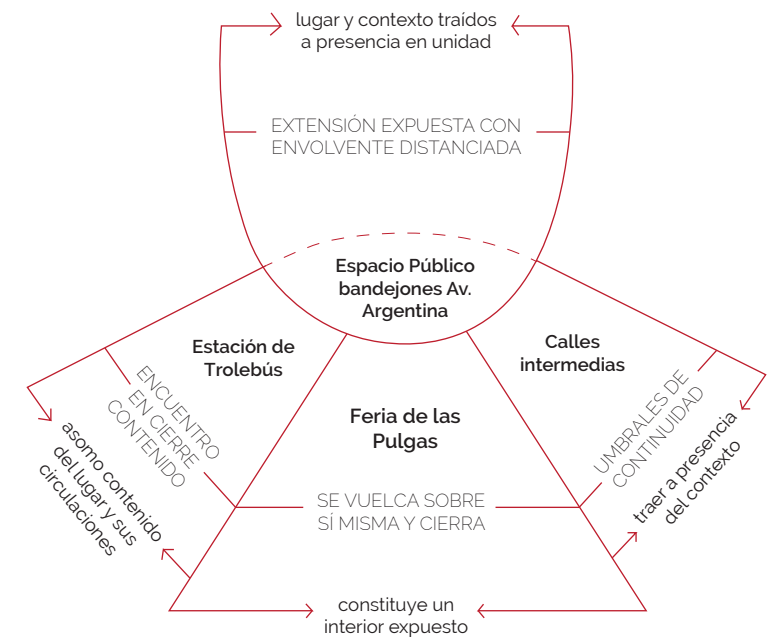 lugar y contexto traídos
a presencia en unidad
EXTENSIÓN EXPUESTA CON
ENVOLVENTE DISTANCIADA
Espacio Público
bandejones Av.
Argentina
Estación de
Trolebús
Calles
intermedias
ENCUENTRO
EN CIERRE
CONTENIDO
Feria de las
Pulgas
UMBRALES DE
CONTINUIDAD
asomo contenido
del lugar y sus
circulaciones
traer a presencia
del contexto
SE VUELCA SOBRE
SÍ MISMA Y CIERRA
constituye un
interior expuesto